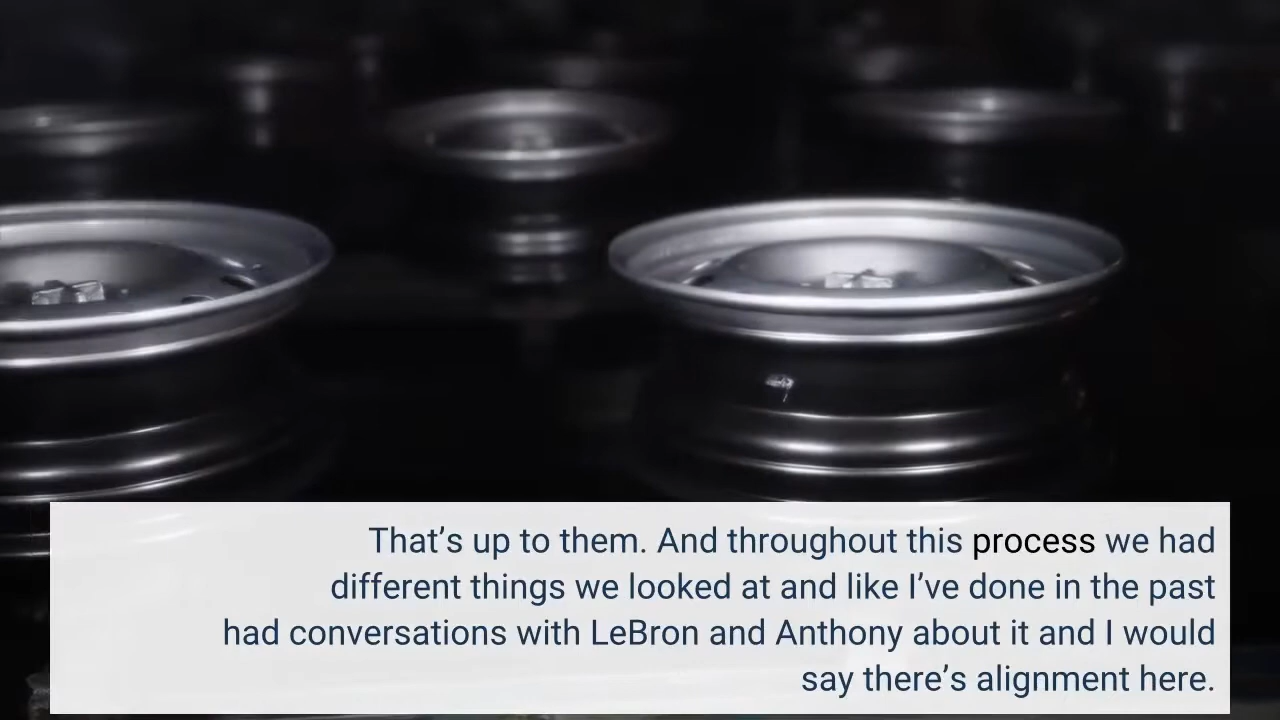 That’s up to them. And throughout this process we had
different things we looked at and like I’ve done in the past
had conversations with LeBron and Anthony about it and I would
say there’s alignment here.